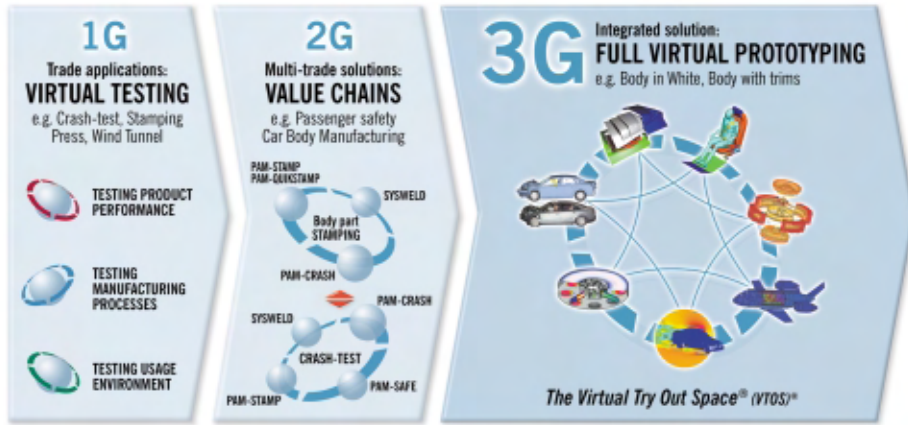 1G
Trade applications:
VIRTUAL TESTING
e.g. Crash-test, Stamping
Press, Wind Tunnel
TESTING PRODUCT
PERFORMANCE
TESTING
MANUFACTURING
PROCESSES
TESTING USAGE
ENVIRONMENT
2G
Multi-trade solutions:
VALUE CHAINS
e.g. Passenger safety
Car Body Manufacturing
PAM-STAMP
PAM-QUIKSTAMP
SYSWELD
Body part
STAMPING
PAM-CRASH
PAM-CRASH
SYSWELD
CRASH-TEST
PAM-SAFE
PAM-STAMP
3G
Integrated solution:
FULL VIRTUAL PROTOTYPING
e.g. Body in White, Body with trims
The Virtual Try Out Space® (VTOS)®